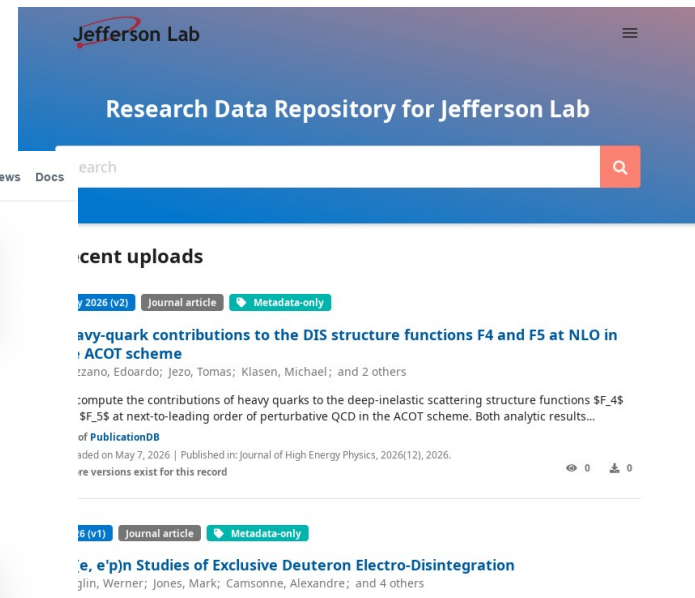 Jefferson Lab
Research Data Repository for Jefferson Lab
earch
ews Docs
cent uploads
y 2026 (v2) Journal article Metadata-only
avy-quark contributions to the DIS structure functions F4 and F5 at NLO in
ACOT scheme
zzano, Edoardo; Jezo, Tomas; Klasen, Michael; and 2 others
compute the contributions of heavy quarks to the deep-inelastic scattering structure functions $F_4$
$F_5$ at next-to-leading order of perturbative QCD in the ACOT scheme. Both analytic results...
of PublicationDB
aded on May 7, 2026 | Published in: Journal of High Energy Physics, 2026(12), 2026.
re versions exist for this record
0 0
26 (v1) Journal article Metadata-only
(e, e'p)n Studies of Exclusive Deuteron Electro-Disintegration
glin, Werner; Jones, Mark; Camsonne, Alexandre; and 4 others